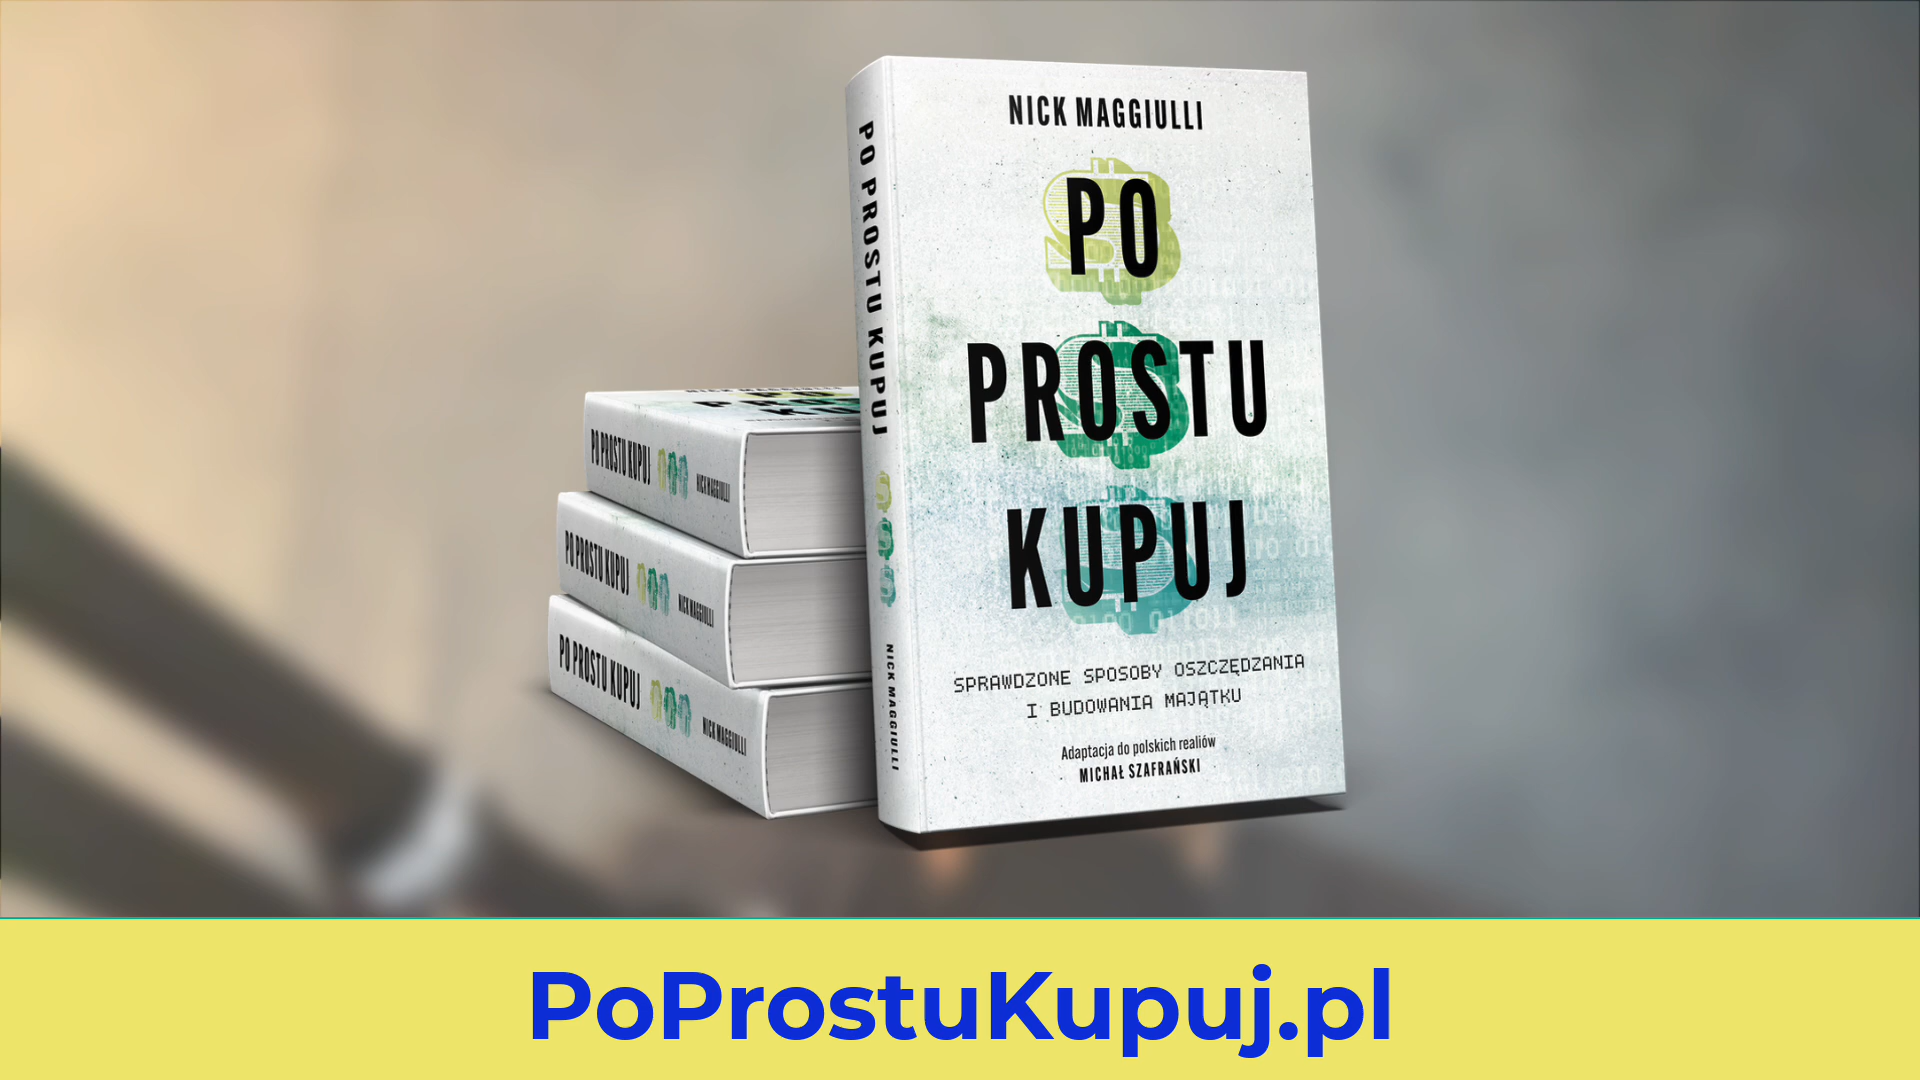 NICK MAGGIULLI
PO
PROSTU
KUPUJ
SPRAWDZONE SPOSOBY OSZCZĘDZANIA
I BUDOWANIA MAJĄTKU
Adaptacja do polskich realiów
MICHAŁ SZAFRAŃSKI
PO PROSTU KUPUJ NICK MAGGIULLI
PO PROSTU KUPUJ NICK MAGGIULLI
PO PROSTU KUPUJ NICK MAGGIULLI
PO PROSTU KUPUJ NICK MAGGIULLI
PoProstuKupuj.pl